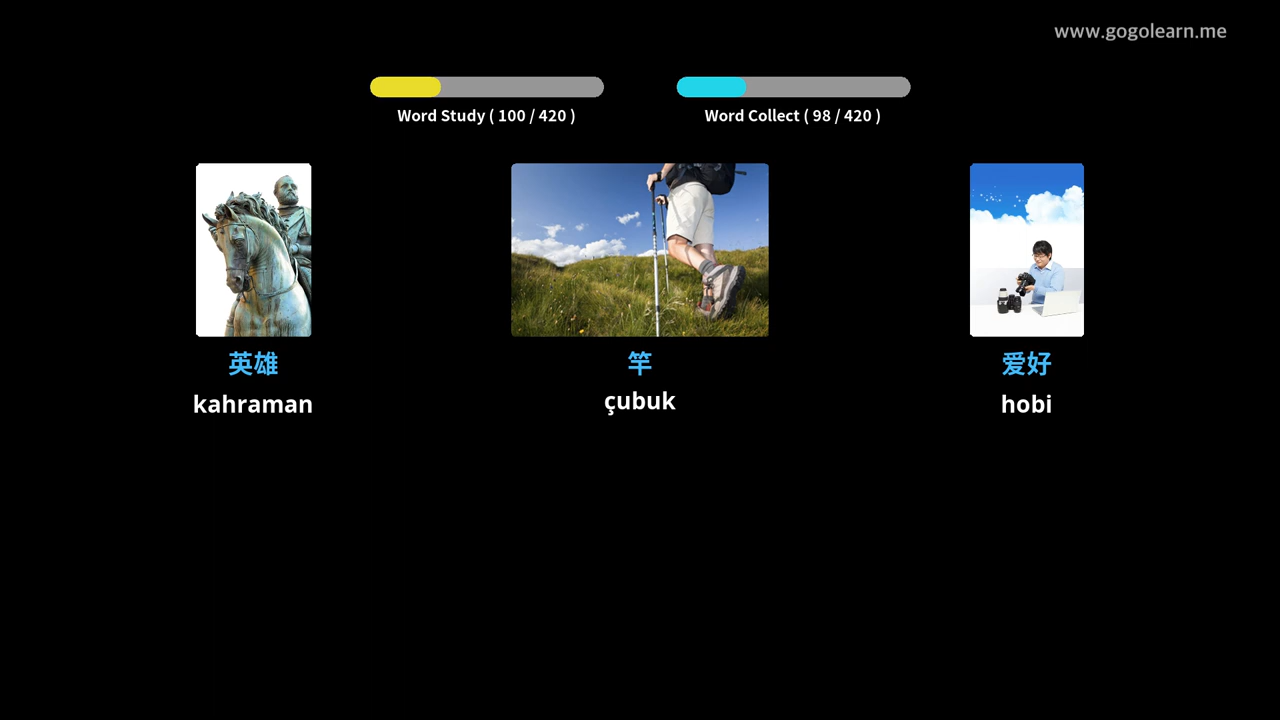 www.gogolearn.me
Word Study ( 100 / 420 )
Word Collect ( 98 / 420 )
英雄
竿
爱好
kahraman
çubuk
hobi